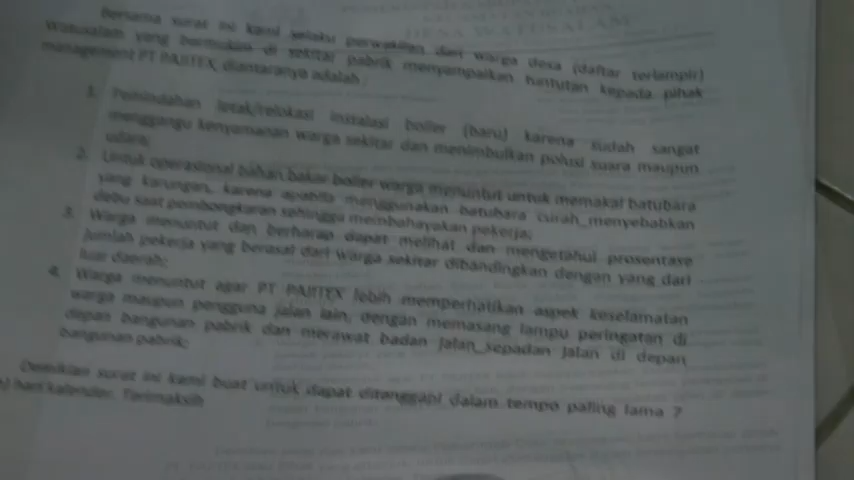 Bersama surat ini kami selaku perwakilan dari warga desa (daftar terlampir)
Watusalam yang bermukim di sekitar pabrik menyampaikan tuntutan kepada pihak
management PT PAJITEX, diantaranya adalah :
1. Pemindahan letak/relokasi instalasi boiler (baru) karena sudah sangat
menggangu kenyamanan warga sekitar dan menimbulkan polusi suara maupun
udara;
2. Untuk operasional bahan bakar boiler warga menuntut untuk memakai batubara
yang karungan, karena apabila menggunakan batubara curah menyebabkan
debu saat pembongkaran sehingga membahayakan pekerja;
3. Warga menuntut dan berharap dapat melihat dan mengetahui prosentase
jumlah pekerja yang berasal dari warga sekitar dibandingkan dengan yang dari
luar daerah;
4. Warga menuntut agar PT PAJITEX lebih memperhatikan aspek keselamatan
warga maupun pengguna jalan lain, dengan memasang lampu peringatan di
depan bangunan pabrik dan merawat badan jalan sepadan jalan di depan
bangunan pabrik;
Demikian surat ini kami buat untuk dapat ditanggapi dalam tempo paling lama 7
) hari kalender. Terimaksih